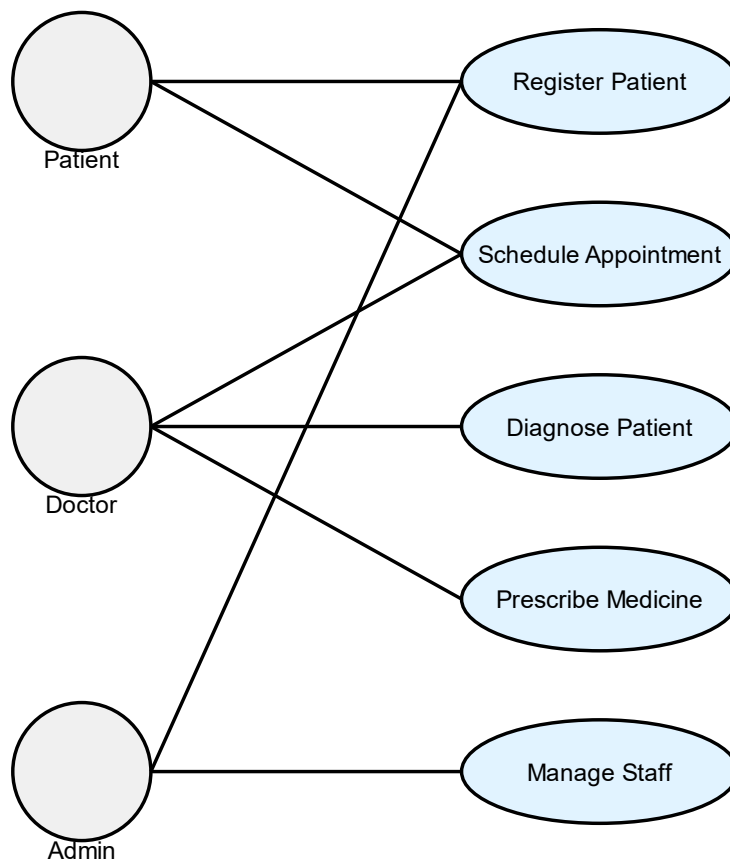 Register Patient
Patient
Schedule Appointment
Diagnose Patient
Doctor
Prescribe Medicine
Manage Staff
Admin